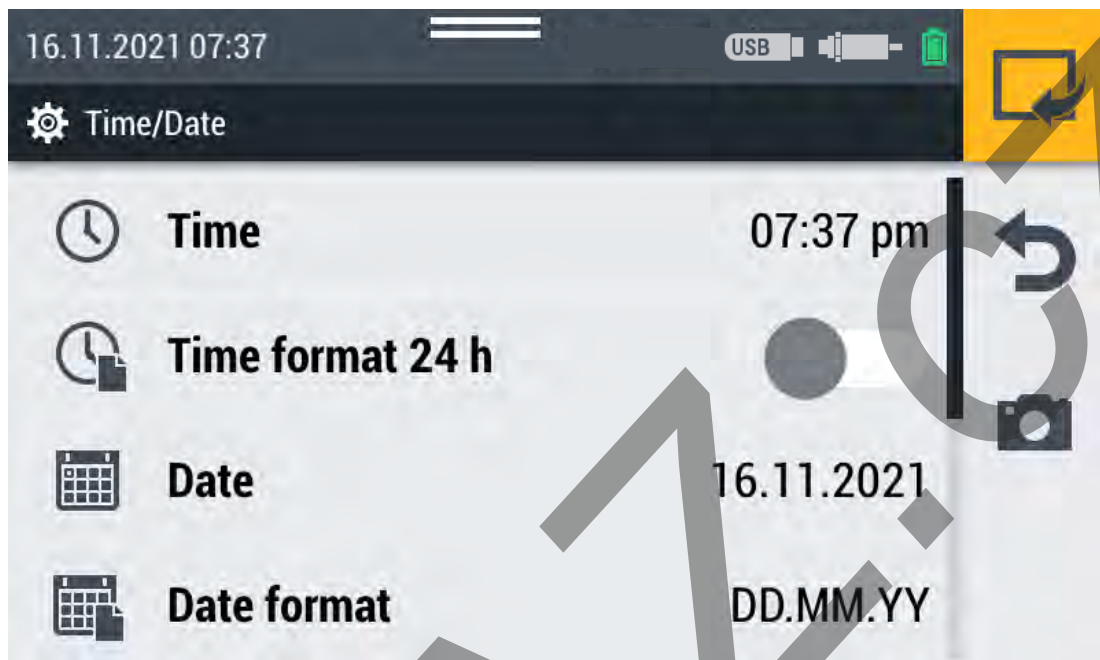 16.11.2021 07:37
USB
Time/Date
Time 07:37 pm
Time format 24 h
Date 16.11.2021
Date format DD.MM.YY